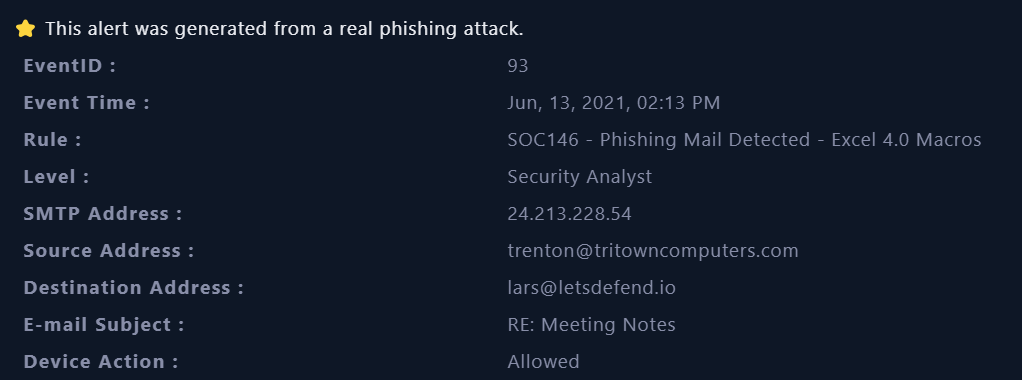 This alert was generated from a real phishing attack.
EventID : 93
Event Time : Jun, 13, 2021, 02:13 PM
Rule : SOC146 - Phishing Mail Detected - Excel 4.0 Macros
Level : Security Analyst
SMTP Address : 24.213.228.54
Source Address : trenton@tritowncomputers.com
Destination Address : lars@letsdefend.io
E-mail Subject : RE: Meeting Notes
Device Action : Allowed